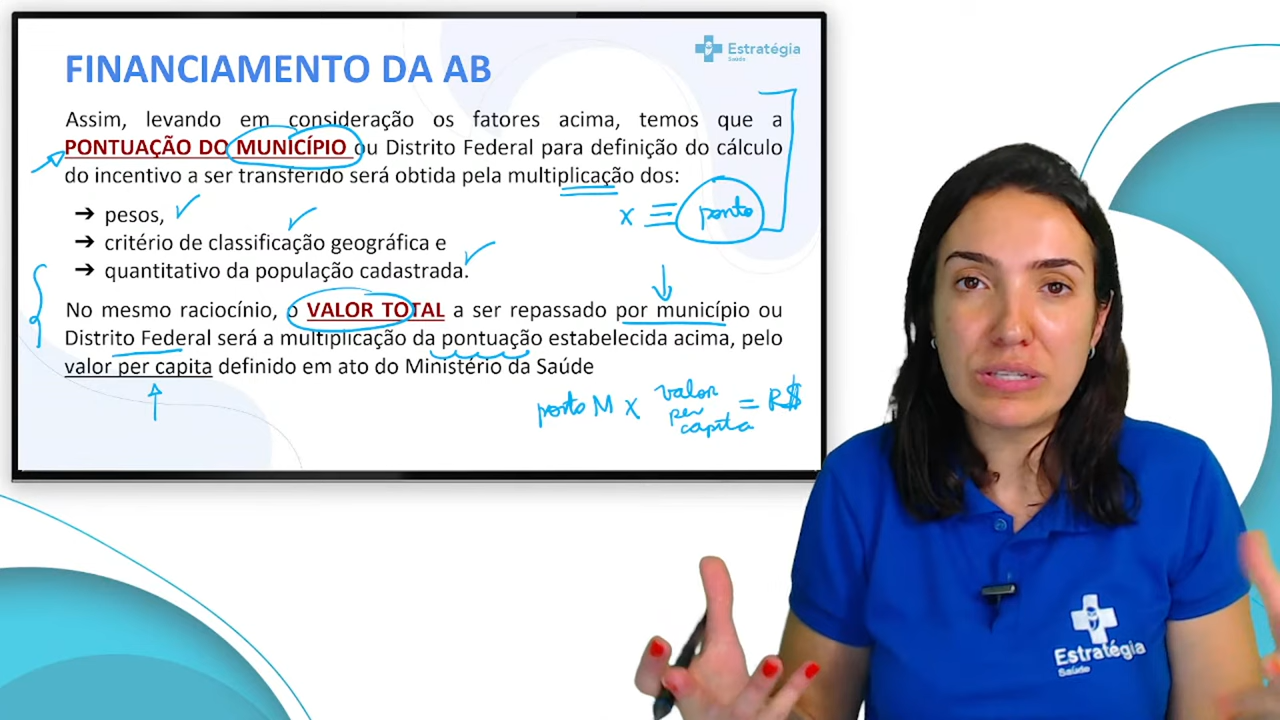 Estratégia
Saúde
FINANCIAMENTO DA AB
Assim, levando em consideração os fatores acima, temos que a
PONTUAÇÃO DO MUNICÍPIO ou Distrito Federal para definição do cálculo
do incentivo a ser transferido será obtida pela multiplicação dos:
➔ pesos,
➔ critério de classificação geográfica e
➔ quantitativo da população cadastrada.
x ponto
No mesmo raciocínio, o VALOR TOTAL a ser repassado por município ou
Distrito Federal será a multiplicação da pontuação estabelecida acima, pelo
valor per capita definido em ato do Ministério da Saúde
ponto M x valor per capita = R$
Estratégia
Saúde